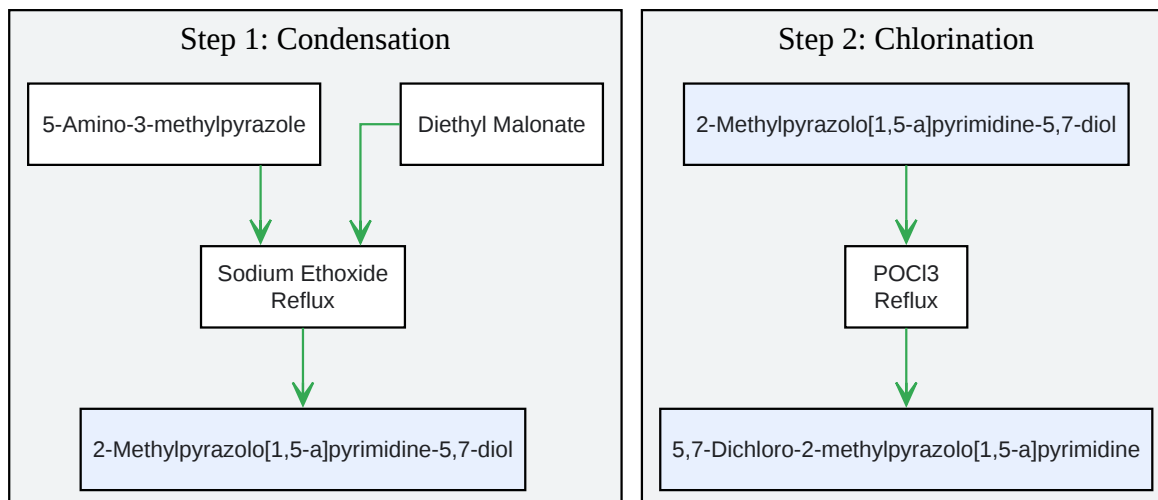 Step 1: Condensation
5-Amino-3-methylpyrazole
Diethyl Malonate
Sodium Ethoxide
Reflux
2-Methylpyrazolo[1,5-a]pyrimidine-5,7-diol
Step 2: Chlorination
2-Methylpyrazolo[1,5-a]pyrimidine-5,7-diol
POCl3
Reflux
5,7-Dichloro-2-methylpyrazolo[1,5-a]pyrimidine